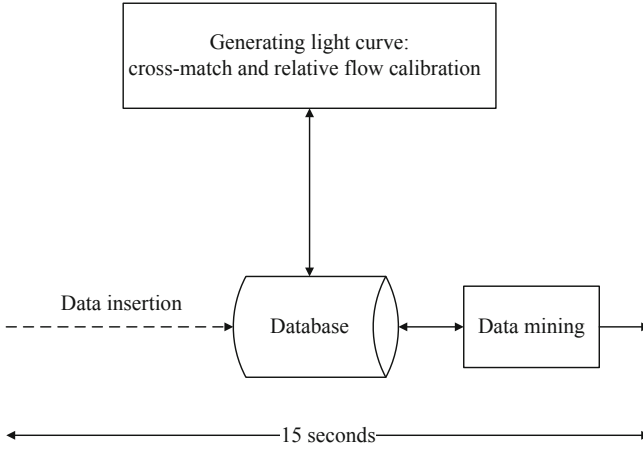 Generating light curve:
cross-match and relative flow calibration
Data insertion
Database
Data mining
15 seconds